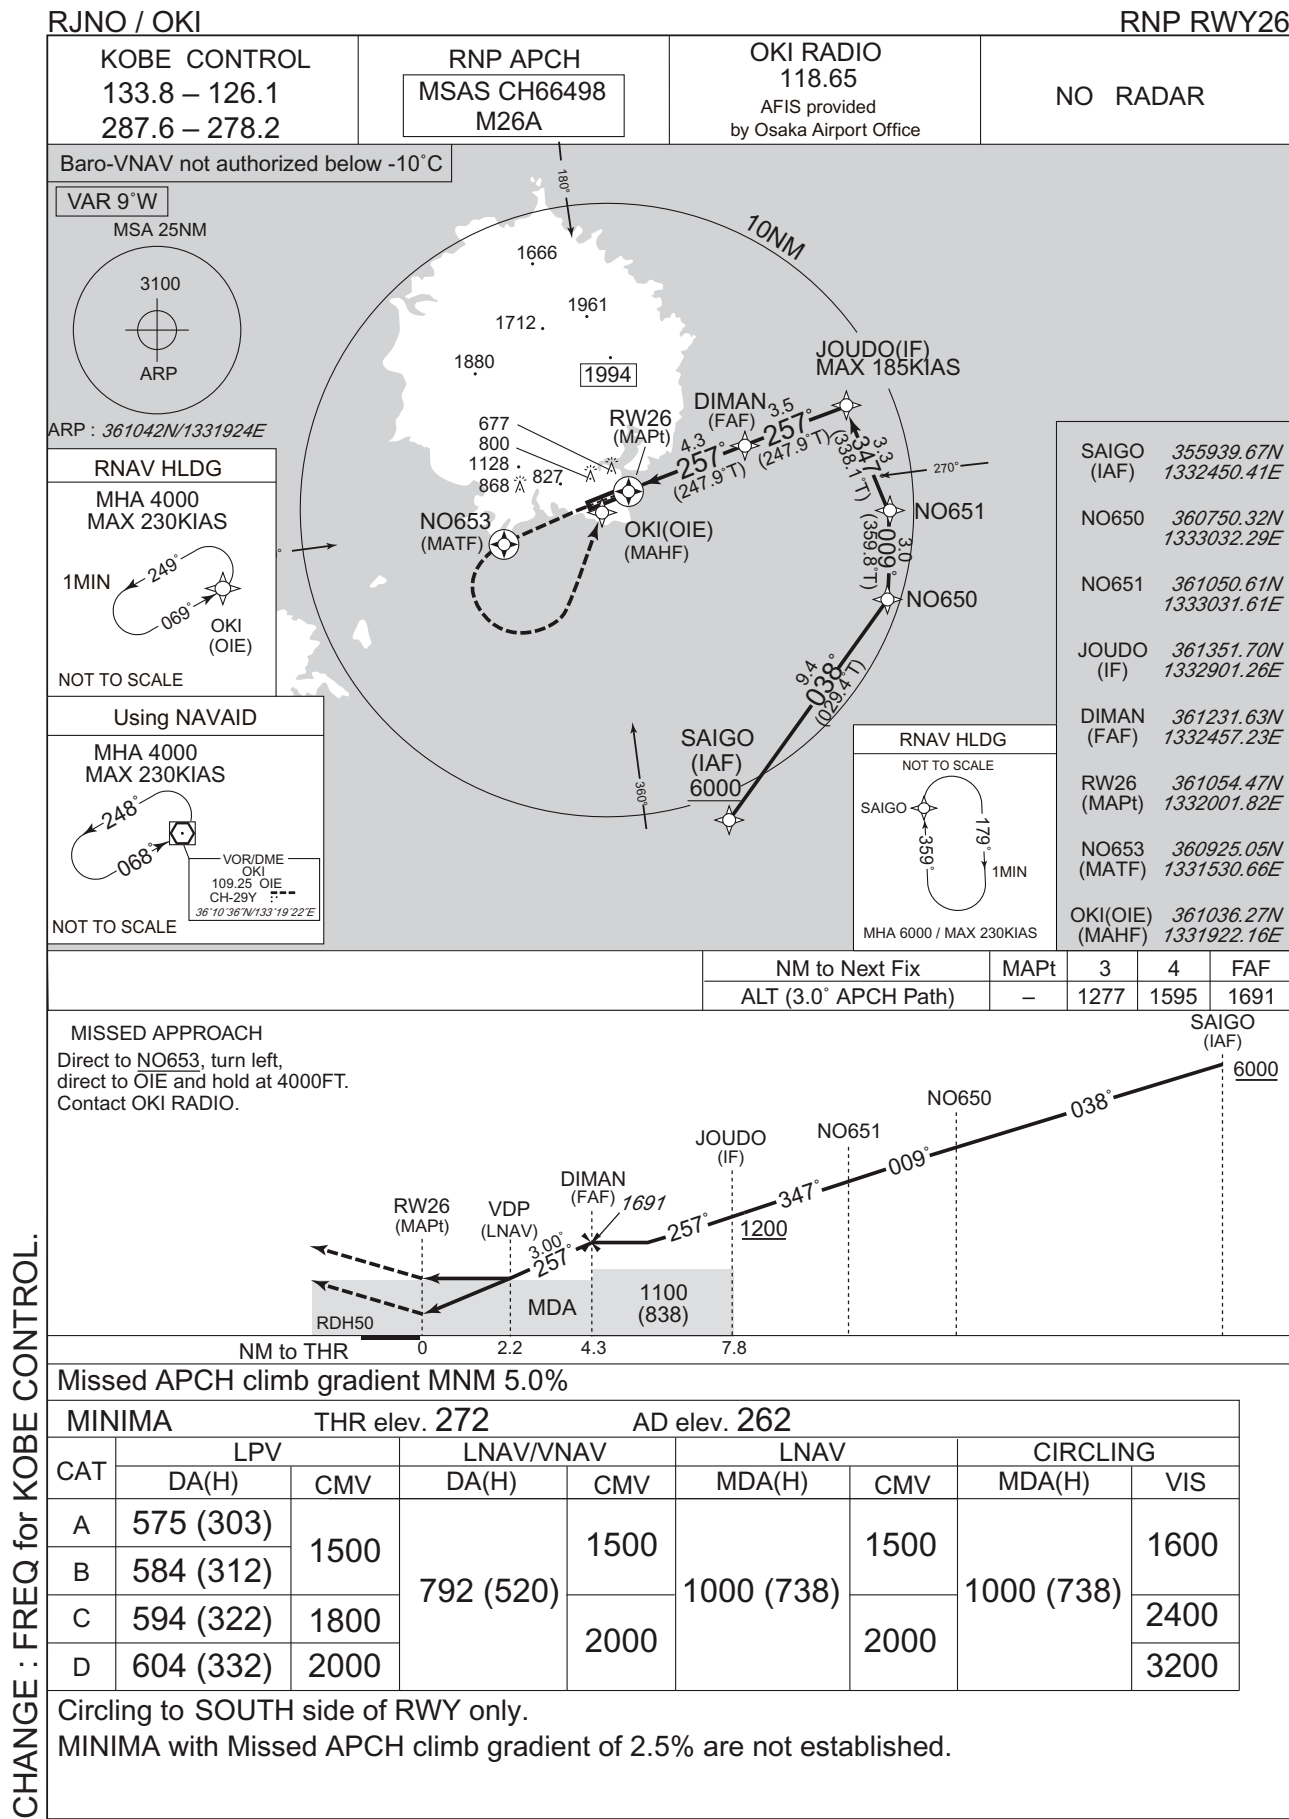 RJNO / OKI
RNP RWY26
KOBE CONTROL
133.8 – 126.1
287.6 – 278.2
RNP APCH
MSAS CH66498
M26A
OKI RADIO
118.65
AFIS provided
by Osaka Airport Office
NO RADAR
Baro-VNAV not authorized below -10˚C
VAR 9˚W
MSA 25NM
3100
ARP
ARP : 361042N/1331924E
180˚
10NM
1666
1961
1712
1880
1994
677
800
1128
868
827
RW26
(MAPt)
DIMAN
(FAF)
JOUDO(IF)
MAX 185KIAS
3.5
257˚
(247.9˚T)
4.3
257˚
(247.9˚T)
3.3
347˚
(338.1˚T)
270˚
NO651
3.0
009˚
(359.8˚T)
NO650
9.4
038˚
(029.4˚T)
SAIGO
(IAF)
6000
360˚
NO653
(MATF)
OKI(OIE)
(MAHF)
RNAV HLDG
MHA 4000
MAX 230KIAS
1MIN
249˚
069˚
OKI
(OIE)
NOT TO SCALE
Using NAVAID
MHA 4000
MAX 230KIAS
248˚
068˚
VOR/DME
OKI
109.25 OIE
CH-29Y
36˚10'36"N/133˚19'22"E
NOT TO SCALE
RNAV HLDG
NOT TO SCALE
SAIGO
359˚
179˚
1MIN
MHA 6000 / MAX 230KIAS
SAIGO 355939.67N
(IAF) 1332450.41E
NO650 360750.32N
1333032.29E
NO651 361050.61N
1333031.61E
JOUDO 361351.70N
(IF) 1332901.26E
DIMAN 361231.63N
(FAF) 1332457.23E
RW26 361054.47N
(MAPt) 1332001.82E
NO653 360925.05N
(MATF) 1331530.66E
OKI(OIE) 361036.27N
(MAHF) 1331922.16E
NM to Next Fix MAPt 3 4 FAF
ALT (3.0˚ APCH Path) – 1277 1595 1691
MISSED APPROACH
Direct to NO653, turn left,
direct to OIE and hold at 4000FT.
Contact OKI RADIO.
SAIGO
(IAF)
6000
038˚
NO650
009˚
NO651
347˚
JOUDO
(IF)
1200
257˚
DIMAN
(FAF)
1691
3.00˚
257˚
VDP
(LNAV)
RW26
(MAPt)
MDA
1100
(838)
RDH50
NM to THR 0 2.2 4.3 7.8
Missed APCH climb gradient MNM 5.0%
MINIMA THR elev. 272 AD elev. 262
CAT LPV LNAV/VNAV LNAV CIRCLING
DA(H) CMV DA(H) CMV MDA(H) CMV MDA(H) VIS
A 575 (303) 1500 792 (520) 1500 1000 (738) 1500 1000 (738) 1600
B 584 (312)
C 594 (322) 1800 2000 2000 2400
D 604 (332) 2000 3200
Circling to SOUTH side of RWY only.
MINIMA with Missed APCH climb gradient of 2.5% are not established.
CHANGE : FREQ for KOBE CONTROL.